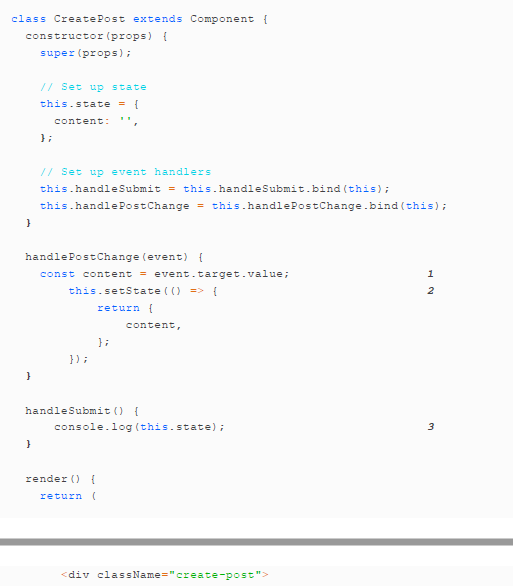 class CreatePost extends Component {
  constructor(props) {
    super(props);

    // Set up state
    this.state = {
      content: '',
    };

    // Set up event handlers
    this.handleSubmit = this.handleSubmit.bind(this);
    this.handlePostChange = this.handlePostChange.bind(this);
  }

  handlePostChange(event) {
    const content = event.target.value; 1
        this.setState(() => { 2
            return {
                content,
            };
        });
  }

  handleSubmit() {
      console.log(this.state); 3
  }

  render() {
    return (
       <div className="create-post">